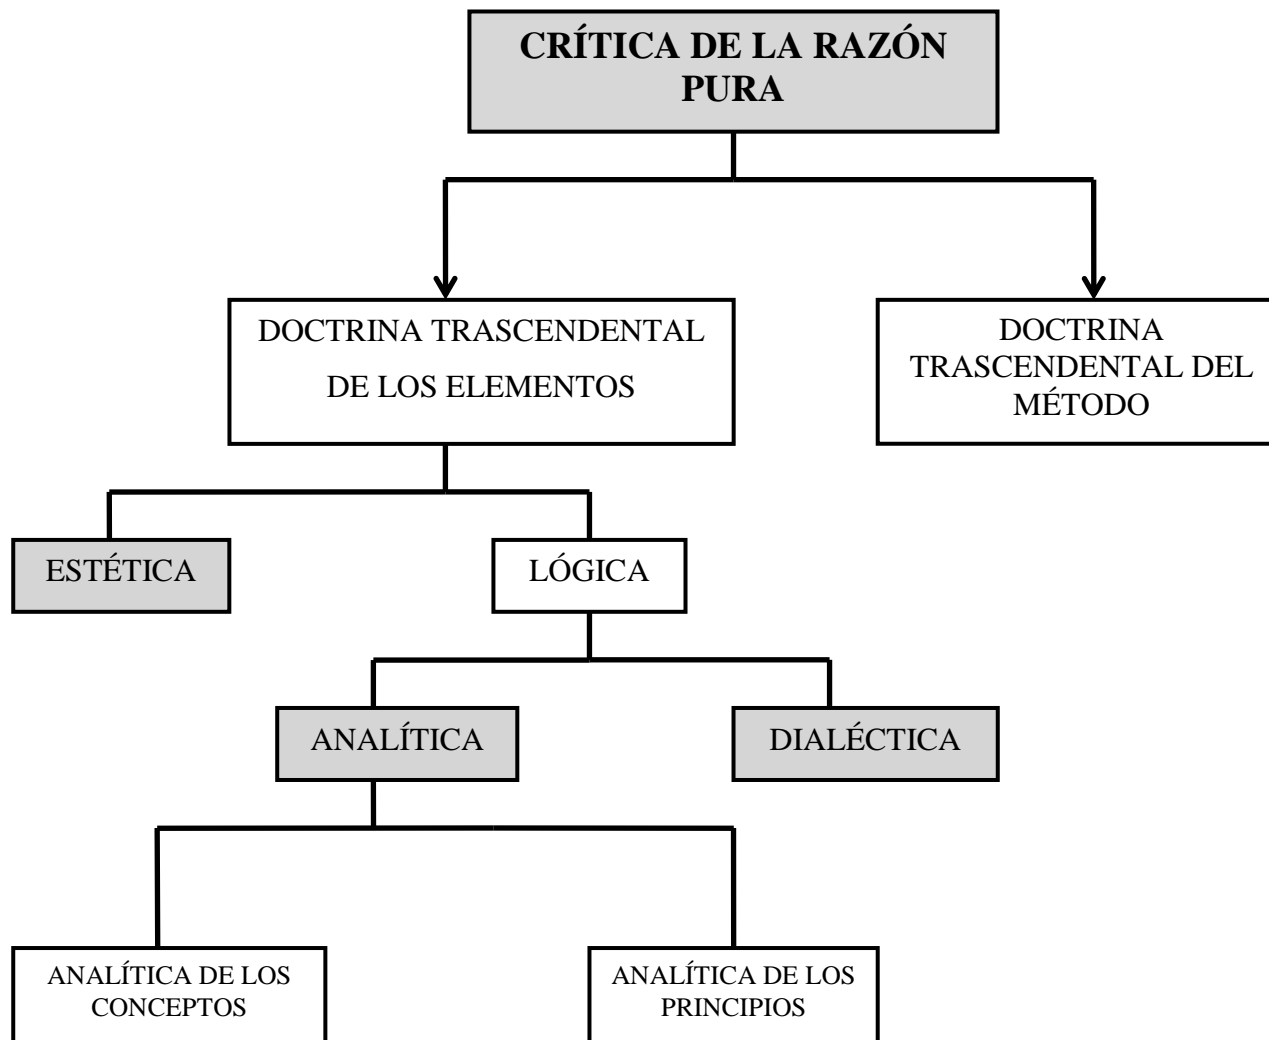 CRÍTICA DE LA RAZÓN
PURA
DOCTRINA TRASCENDENTAL
DE LOS ELEMENTOS
DOCTRINA
TRASCENDENTAL DEL
MÉTODO
ESTÉTICA
LÓGICA
ANALÍTICA
DIALÉCTICA
ANALÍTICA DE LOS
CONCEPTOS
ANALÍTICA DE LOS
PRINCIPIOS